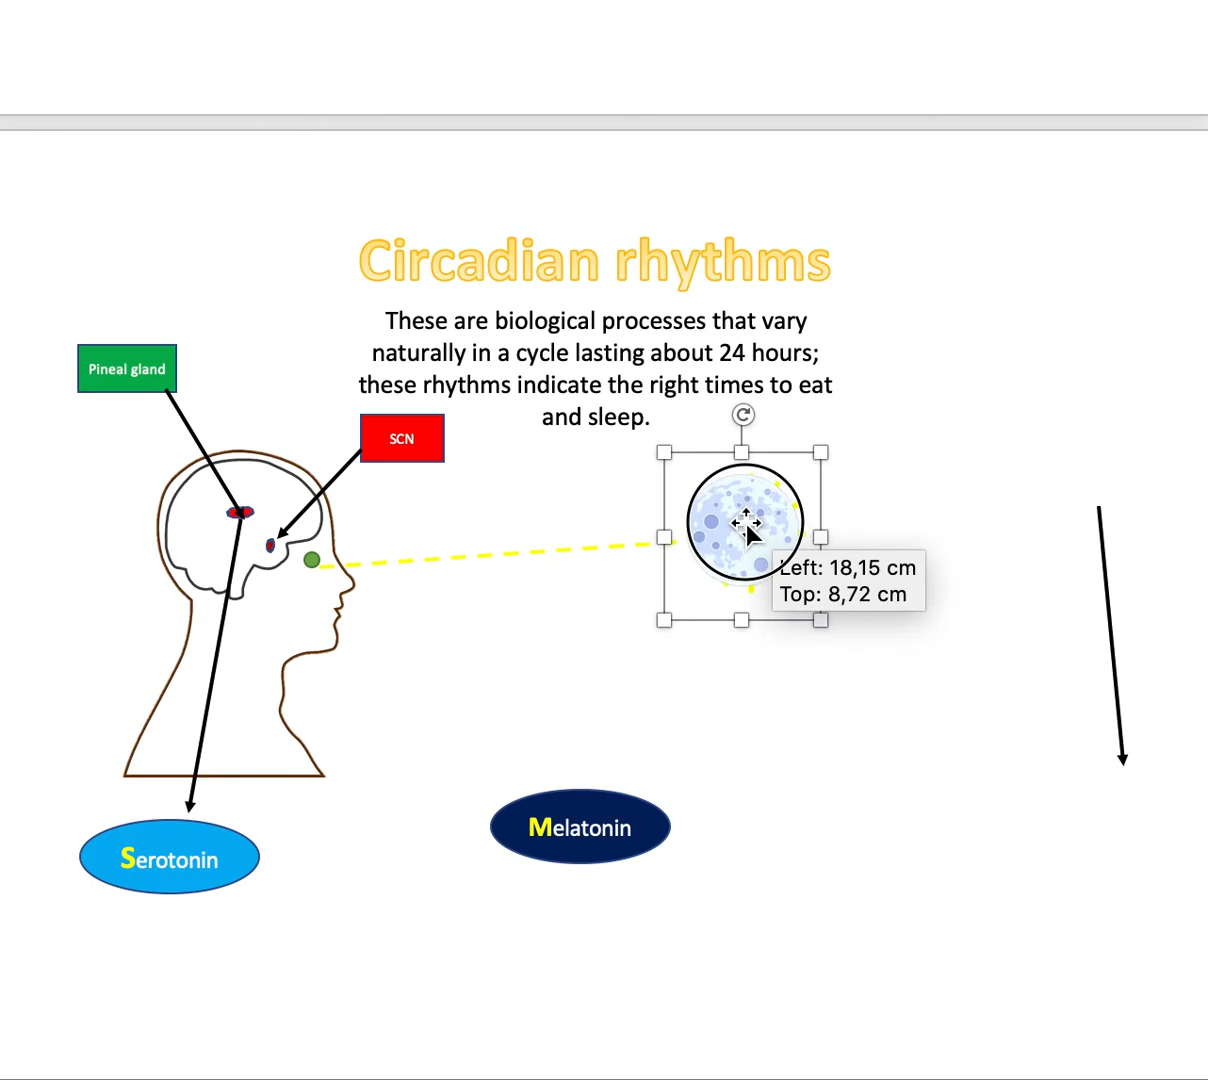 Circadian rhythms
These are biological processes that vary
naturally in a cycle lasting about 24 hours;
these rhythms indicate the right times to eat
and sleep.
Pineal gland
SCN
Left: 18,15 cm
Top: 8,72 cm
Melatonin
Serotonin